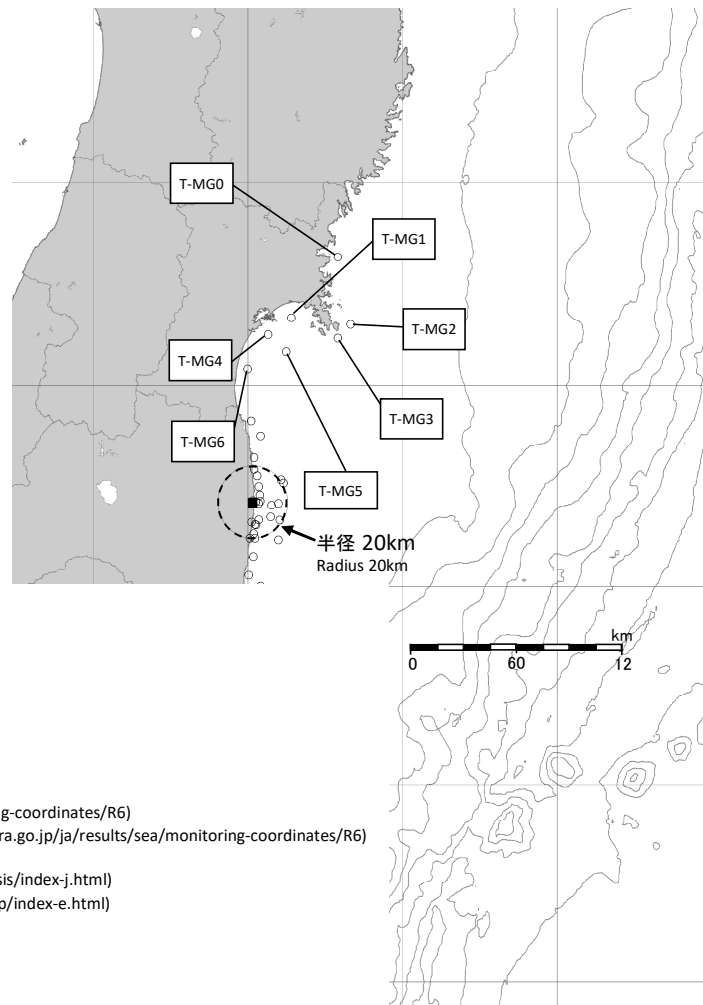 T-MG0
T-MG1
T-MG2
T-MG4
T-MG3
T-MG6
T-MG5
半径 20km
Radius 20km
km
0 60 12
g-coordinates/R6)
ra.go.jp/ja/results/sea/monitoring-coordinates/R6)
sis/index-j.html)
p/index-e.html)